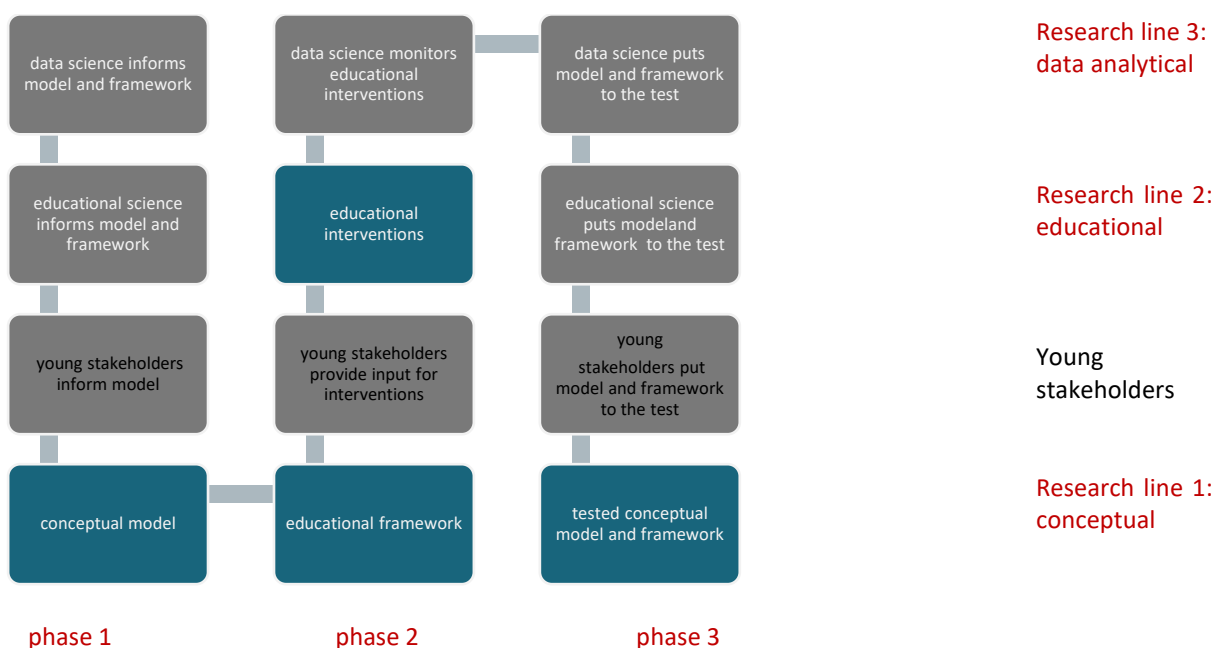 data science informs
model and framework
data science monitors
educational
interventions
data science puts
model and framework
to the test
Research line 3:
data analytical
educational science
informs model and
framework
educational
interventions
educational science
puts modeland
framework to the test
Research line 2:
educational
young stakeholders
inform model
young stakeholders
provide input for
interventions
young
stakeholders put
model and framework
to the test
Young
stakeholders
conceptual model
educational framework
tested conceptual
model and framework
Research line 1:
conceptual
phase 1
phase 2
phase 3